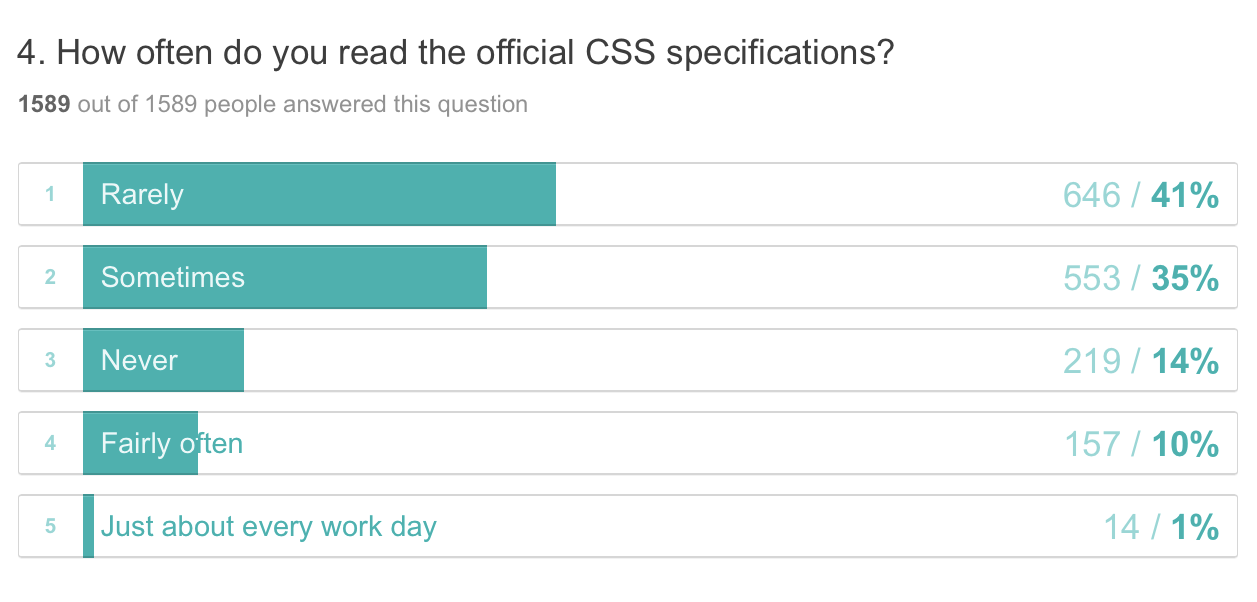 4. How often do you read the official CSS specifications?
1589 out of 1589 people answered this question
1 Rarely 646 / 41%
2 Sometimes 553 / 35%
3 Never 219 / 14%
4 Fairly often 157 / 10%
5 Just about every work day 14 / 1%